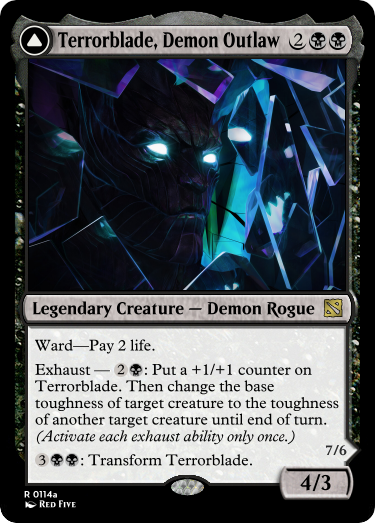 Terrorblade, Demon Outlaw 2
Legendary Creature — Demon Rogue
Ward—Pay 2 life.
Exhaust — 2: Put a +1/+1 counter on
Terrorblade. Then change the base
toughness of target creature to the toughness
of another target creature until end of turn.
(Activate each exhaust ability only once.)
7/6
3: Transform Terrorblade.
4/3
R 0114a
Red Five